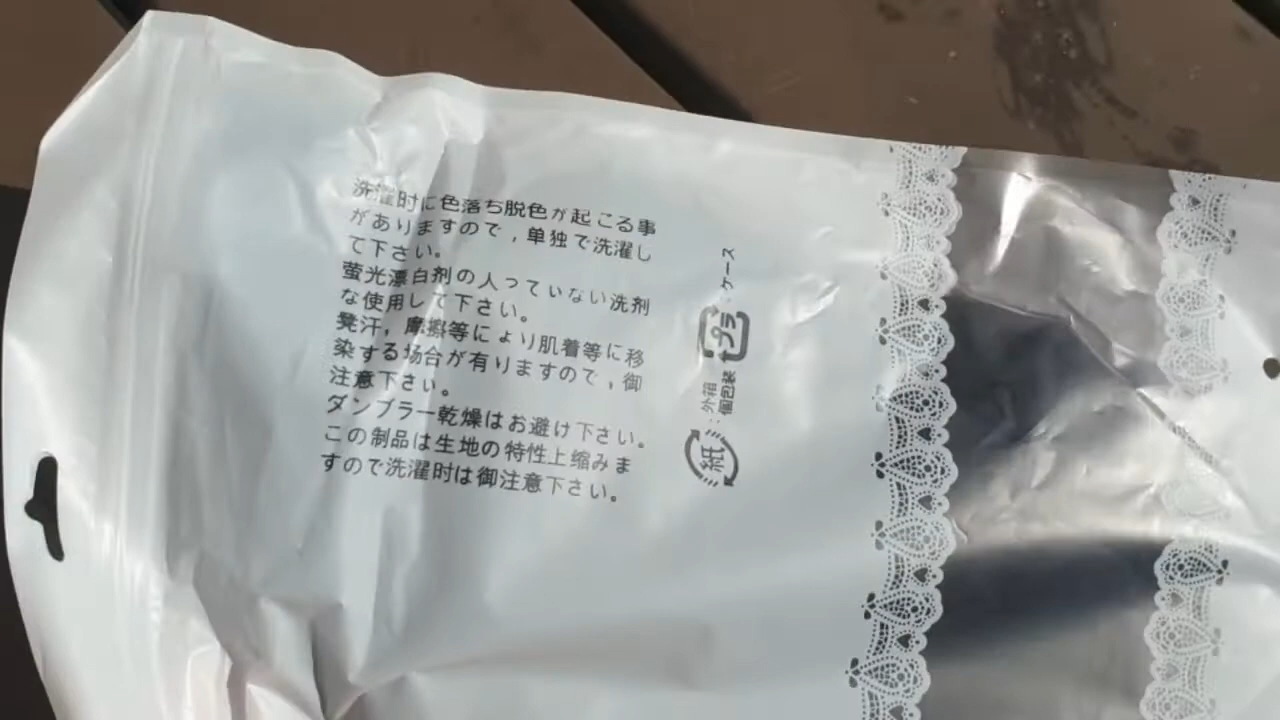 洗濯时に色落ち脱色が起こる事
がありますので，单独で洗濯し
て下さい。
萤光漂白剤の人っていない洗剤
な使用して下さい。
発汗，摩擦等により肌着等に移
染する場合が有りますので，御
注意下さい。
ダンブラー乾燥はお避け下さい。
この制品は生地の特性上縮みま
すので洗濯时は御注意下さい。
紙：外箱
個包装
プラ：ケース